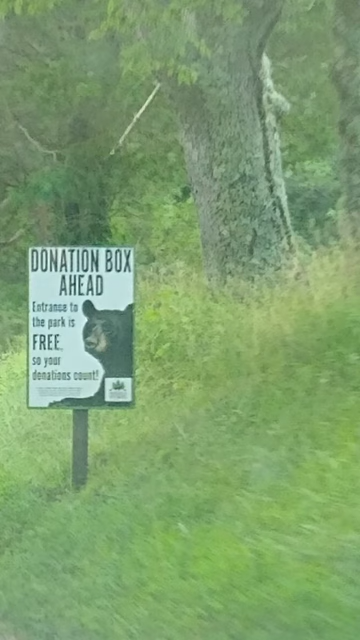 DONATION BOX
AHEAD
Entrance to
the park is
FREE,
so your
donations count!